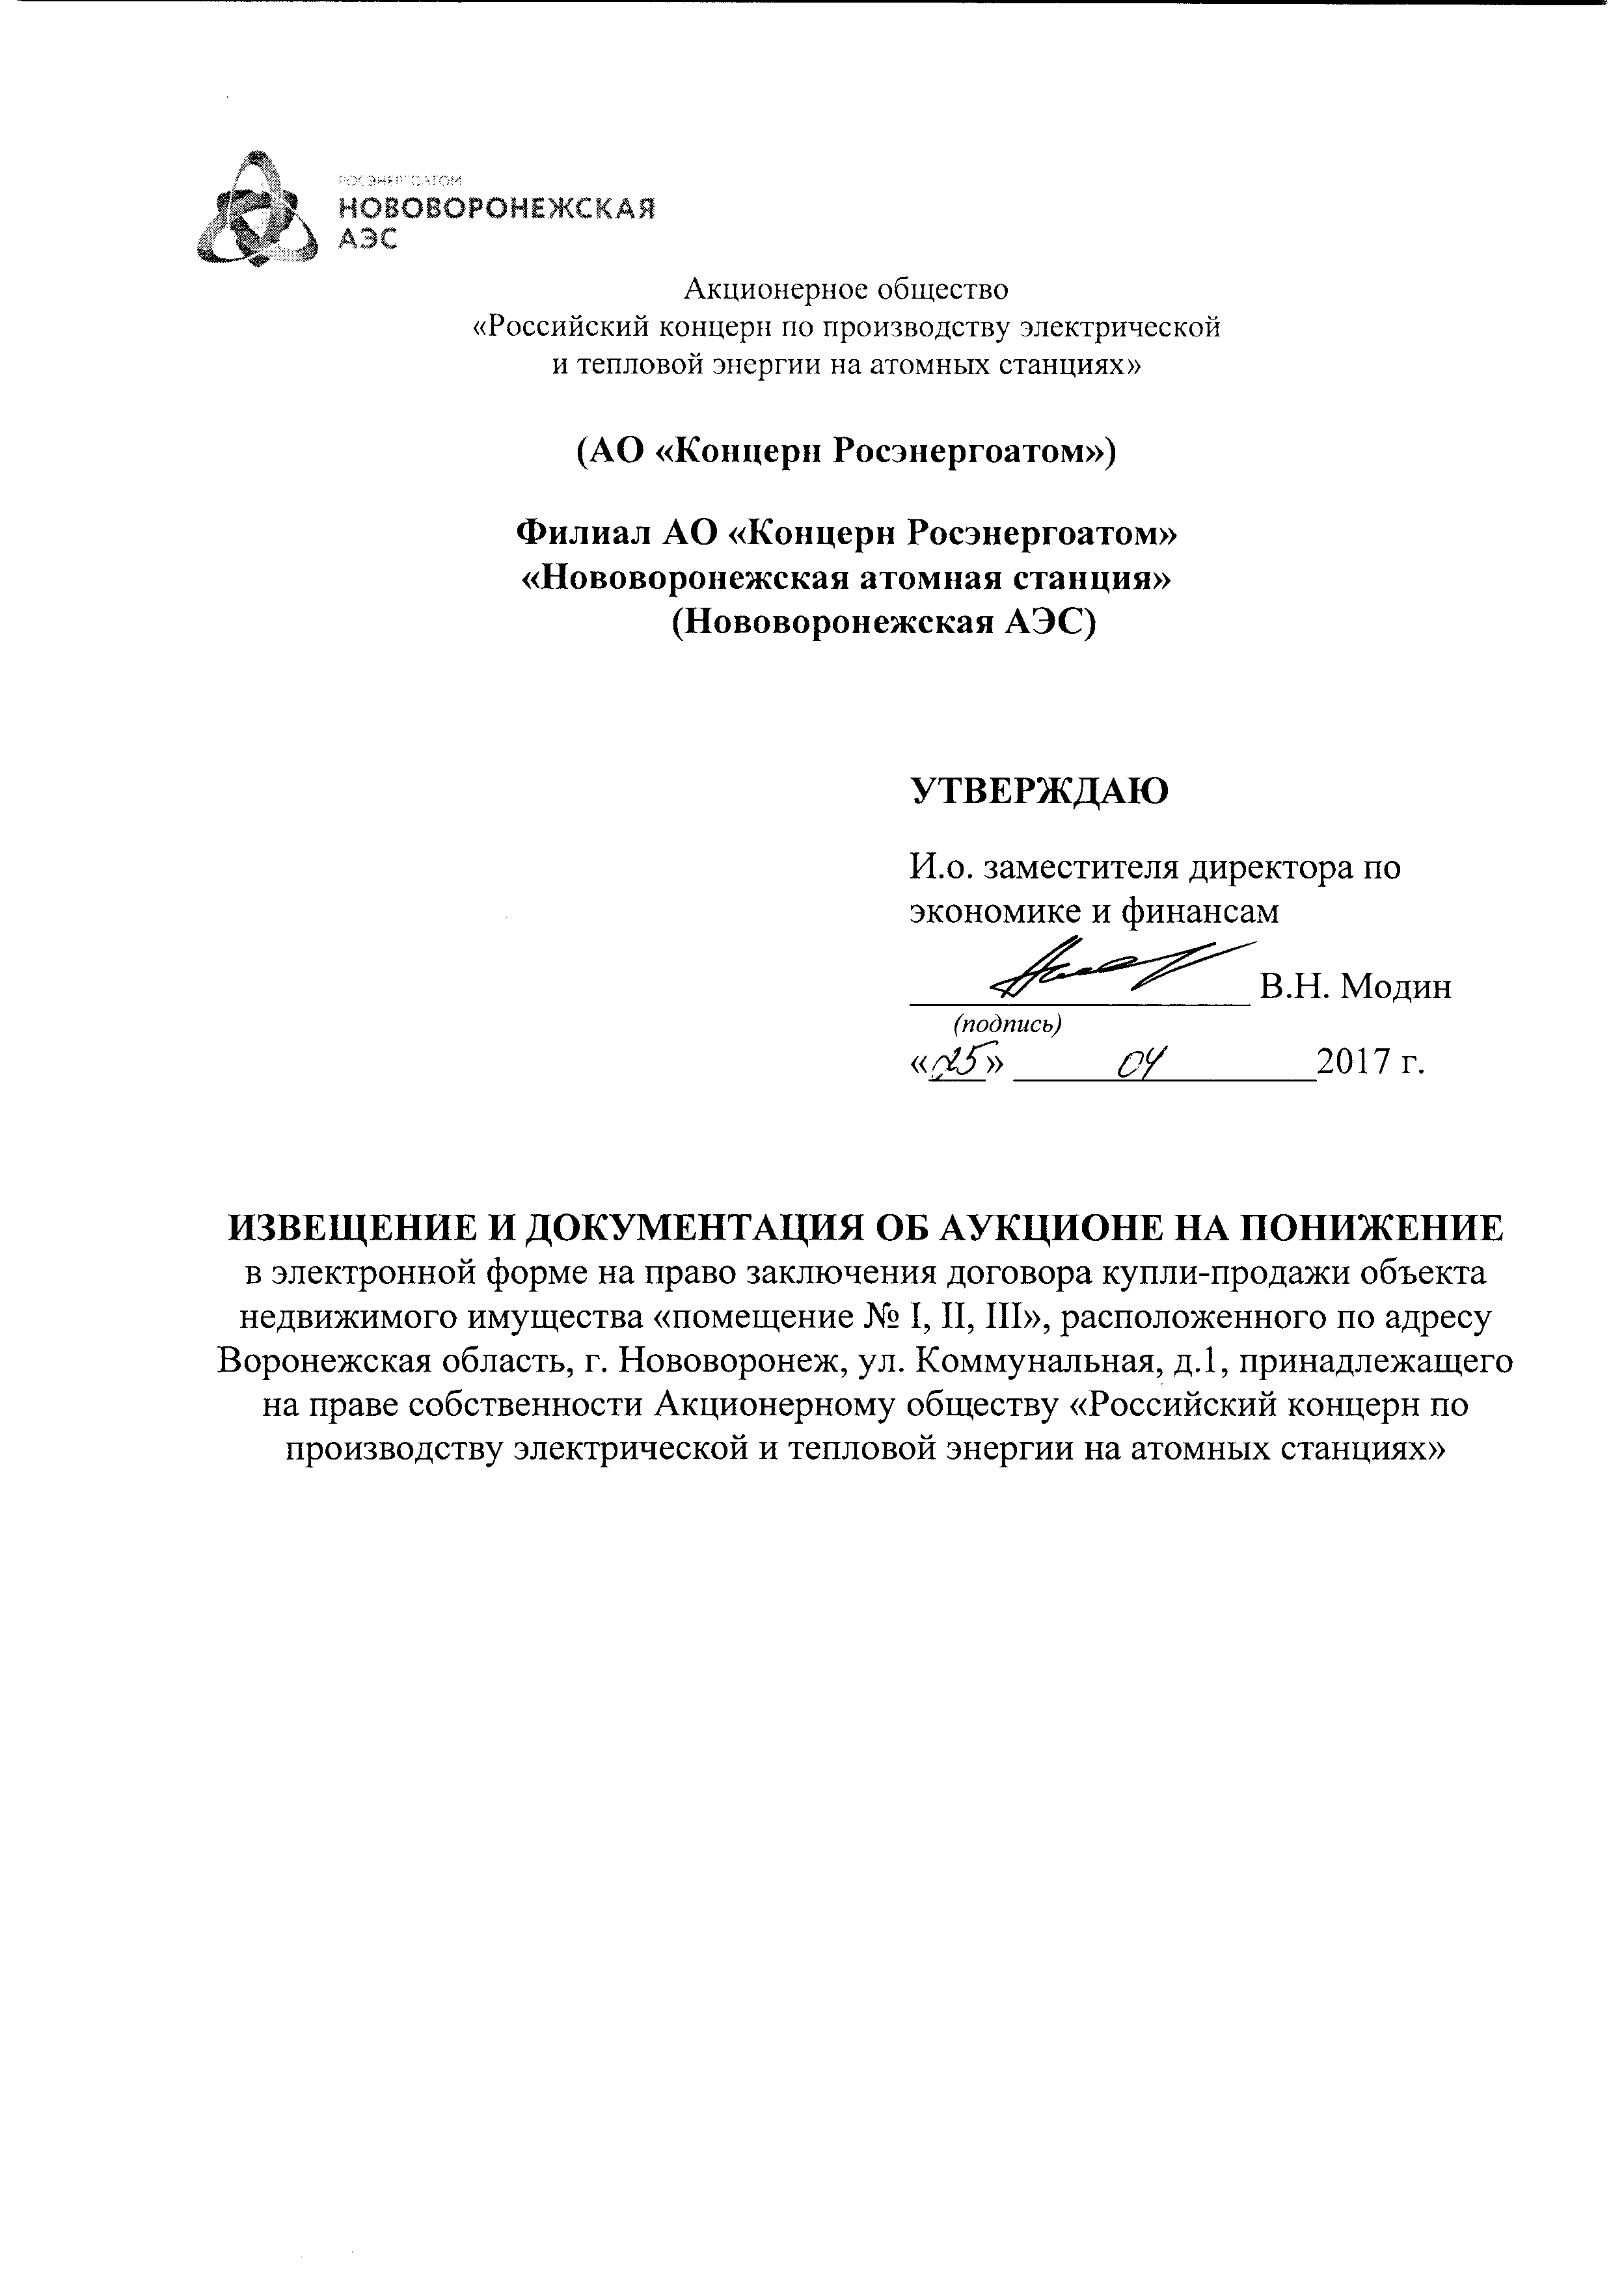 РОСЭНЕРГОАТОМ
НОВОВОРОНЕЖСКАЯ
АЭС
Акционерное общество
«Российский концерн по производству электрической
и тепловой энергии на атомных станциях»
(АО «Концерн Росэнергоатом»)
Филиал АО «Концерн Росэнергоатом»
«Нововоронежская атомная станция»
(Нововоронежская АЭС)
УТВЕРЖДАЮ
И.о. заместителя директора по
экономике и финансам
В.Н. Модин
(подпись)
«25» 04 2017 г.
ИЗВЕЩЕНИЕ И ДОКУМЕНТАЦИЯ ОБ АУКЦИОНЕ НА ПОНИЖЕНИЕ
в электронной форме на право заключения договора купли-продажи объекта
недвижимого имущества «помещение № I, II, III», расположенного по адресу
Воронежская область, г. Нововоронеж, ул. Коммунальная, д.1, принадлежащего
на праве собственности Акционерному обществу «Российский концерн по
производству электрической и тепловой энергии на атомных станциях»